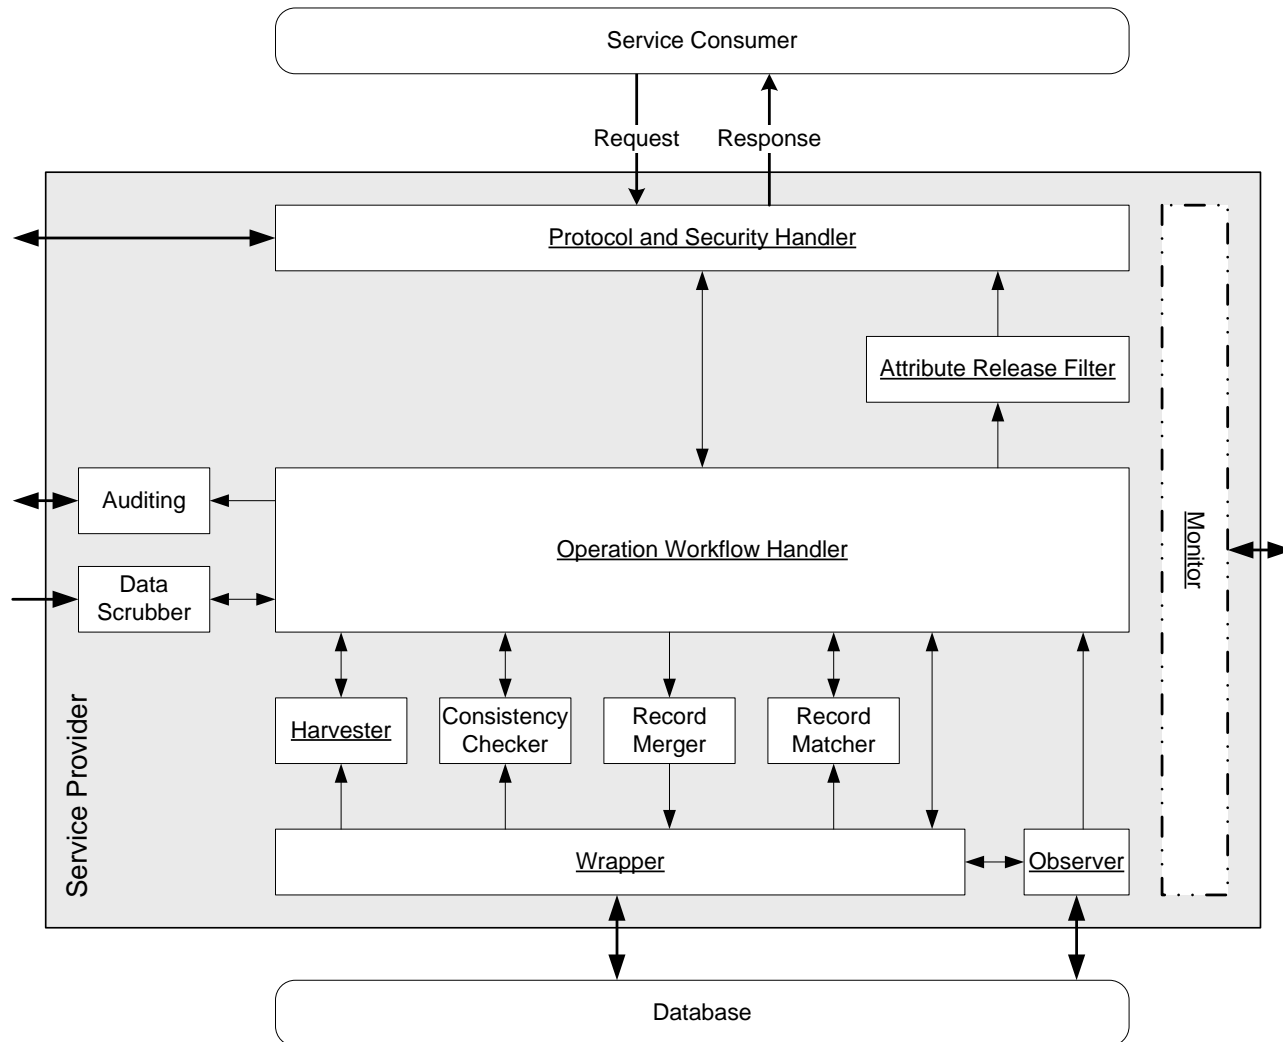 Service Consumer
Request
Response
Protocol and Security Handler
Attribute Release Filter
Auditing
Operation Workflow Handler
Monitor
Data
Scrubber
Harvester
Consistency
Checker
Record
Merger
Record
Matcher
Service Provider
Wrapper
Observer
Database